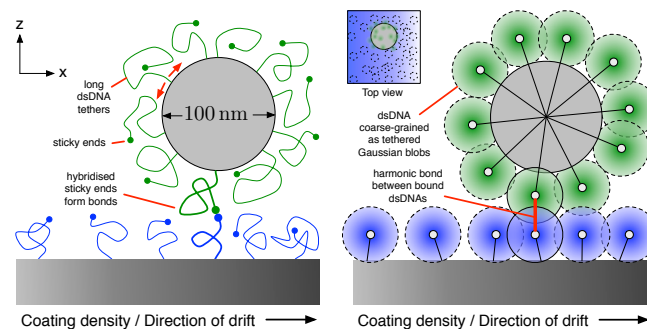 z
x
long
dsDNA
tethers
100 nm
sticky ends
hybridised
sticky ends
form bonds
Coating density / Direction of drift
Top view
dsDNA
coarse-grained
as tethered
Gaussian blobs
harmonic bond
between bound
dsDNAs
Coating density / Direction of drift